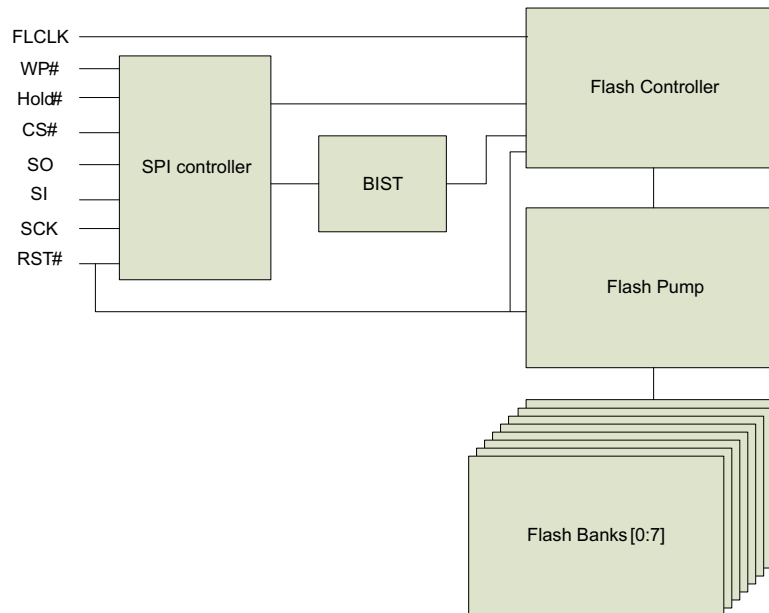 FLCLK
WP#
Hold#
CS#
SO
SI
SCK
RST#
SPI controller
BIST
Flash Controller
Flash Pump
Flash Banks [0:7]